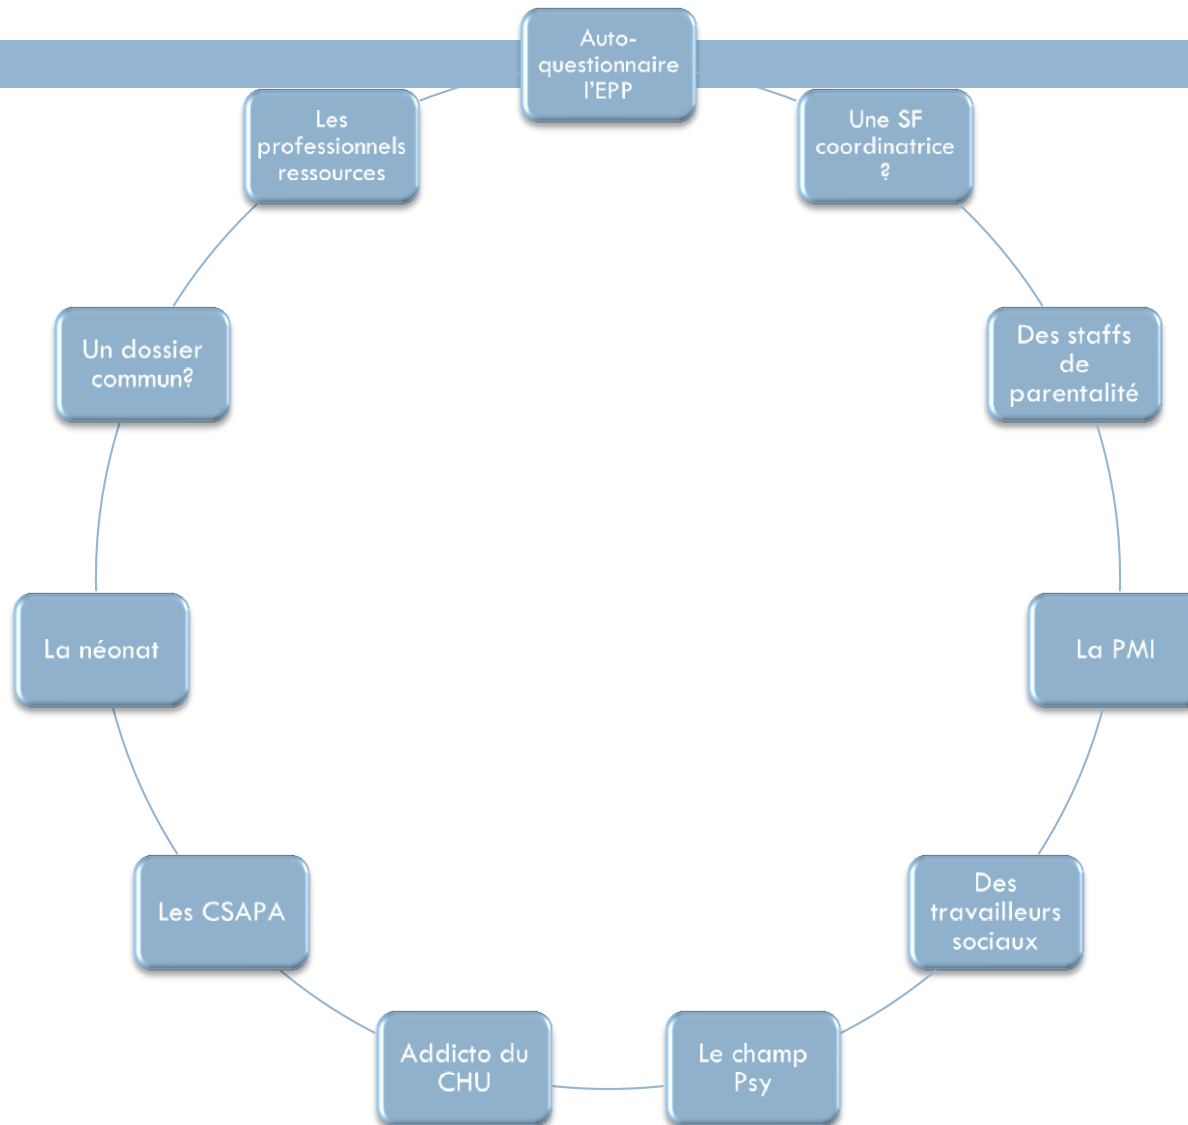 Auto-
questionnaire
l'EPP
Une SF
coordinatrice
?
Des staffs
de
parentalité
La PMI
Des
travailleurs
sociaux
Le champ
Psy
Addicto du
CHU
Les CSAPA
La néonat
Un dossier
commun?
Les
professionnels
ressources